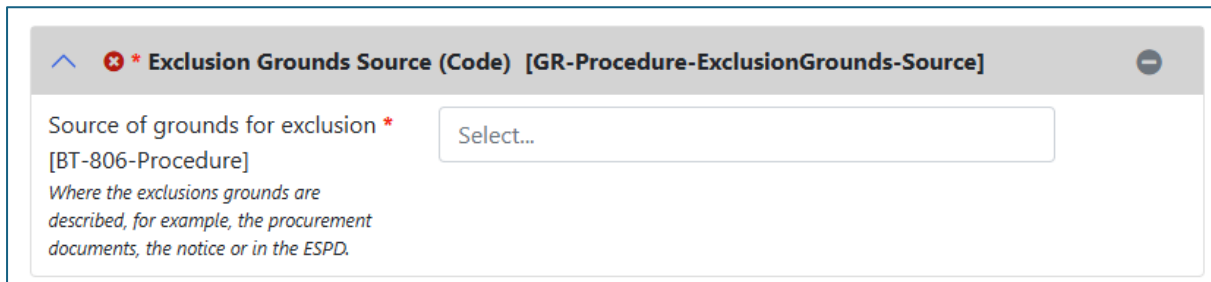 * Exclusion Grounds Source (Code) [GR-Procedure-ExclusionGrounds-Source]
Source of grounds for exclusion *
Select...
[BT-806-Procedure]
Where the exclusions grounds are
described, for example, the procurement
documents, the notice or in the ESPD.